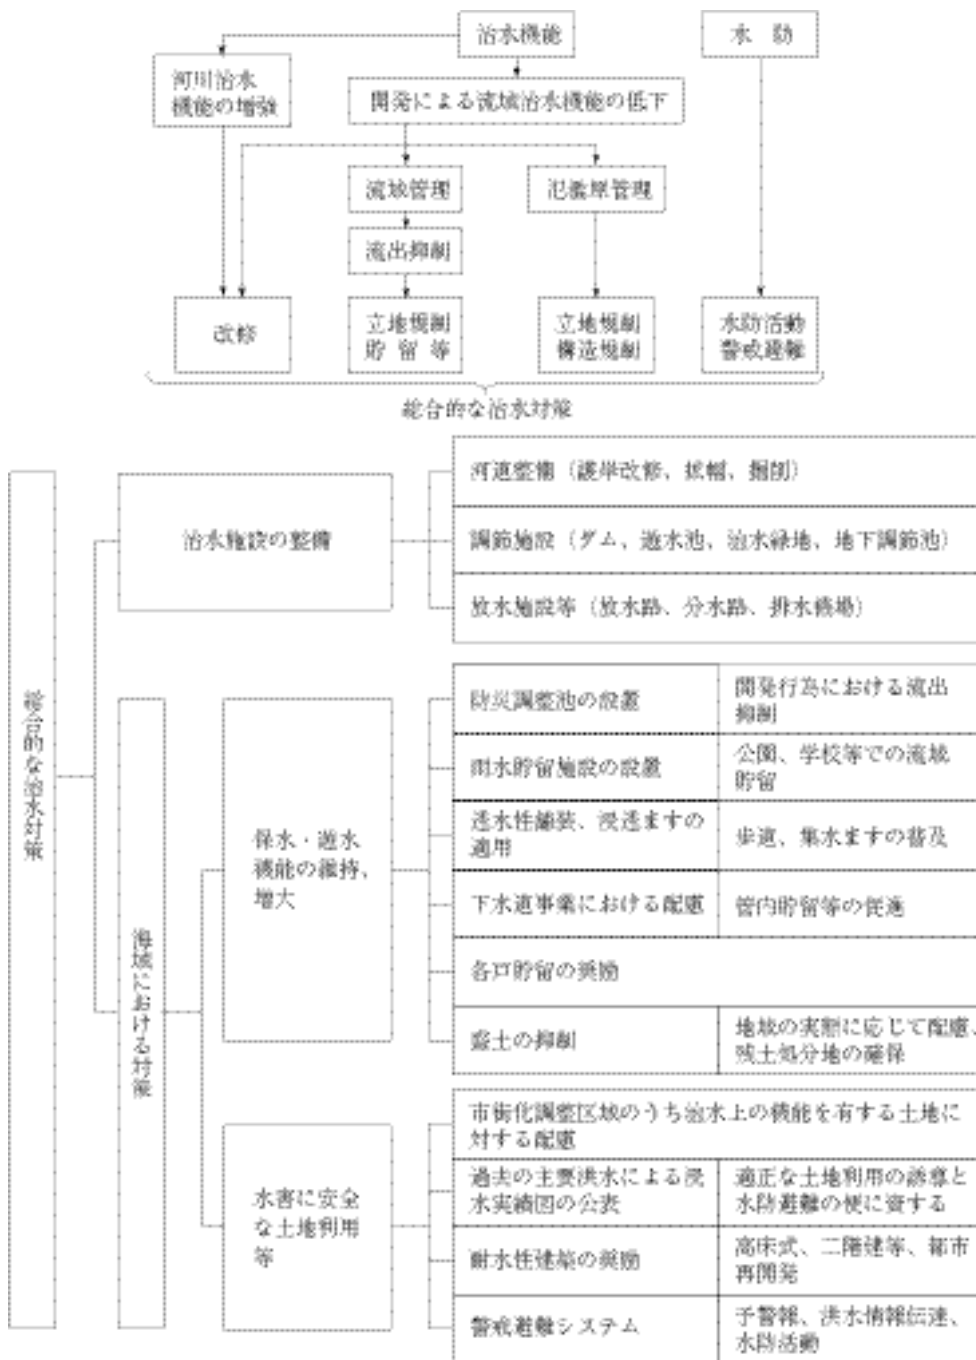 治水機能
水 防
河川治水
機能の増強
開発による流域治水機能の低下
流域管理
氾濫原管理
流出抑制
改修
立地規制
貯留等
立地規制
構造規制
水防活動
警戒避難
総合的な治水対策
総合的な治水対策
治水施設の整備
河道整備（護岸改修、拡幅、掘削）
調節施設（ダム、遊水池、治水緑地、地下調節池）
放水施設等（放水路、分水路、排水機場）
海域における対策
保水・遊水
機能の維持、
増大
防災調整池の設置
開発行為における流出
抑制
雨水貯留施設の設置
公園、学校等での流域
貯留
透水性舗装、浸透ますの
適用
歩道、集水ますの普及
下水道事業における配慮
管内貯留等の促進
各戸貯留の奨励
盛土の抑制
地域の実態に応じて配慮、
残土処分地の確保
水害に安全
な土地利用
等
市街化調整区域のうち治水上の機能を有する土地に
対する配慮
過去の主要洪水による浸
水実績図の公表
適正な土地利用の誘導と
水防避難の便に資する
耐水性建築の奨励
高床式、二階建等、都市
再開発
警戒避難システム
予警報、洪水情報伝達、
水防活動